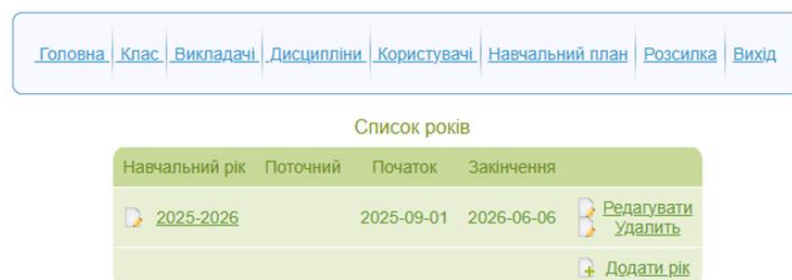 Головна Клас Викладачі Дисципліни Користувачі Навчальний план Розсилка Вихід
Список років
Навчальний рік Поточний Початок Закінчення
2025-2026 2025-09-01 2026-06-06 Редагувати
Удалить
Додати рік